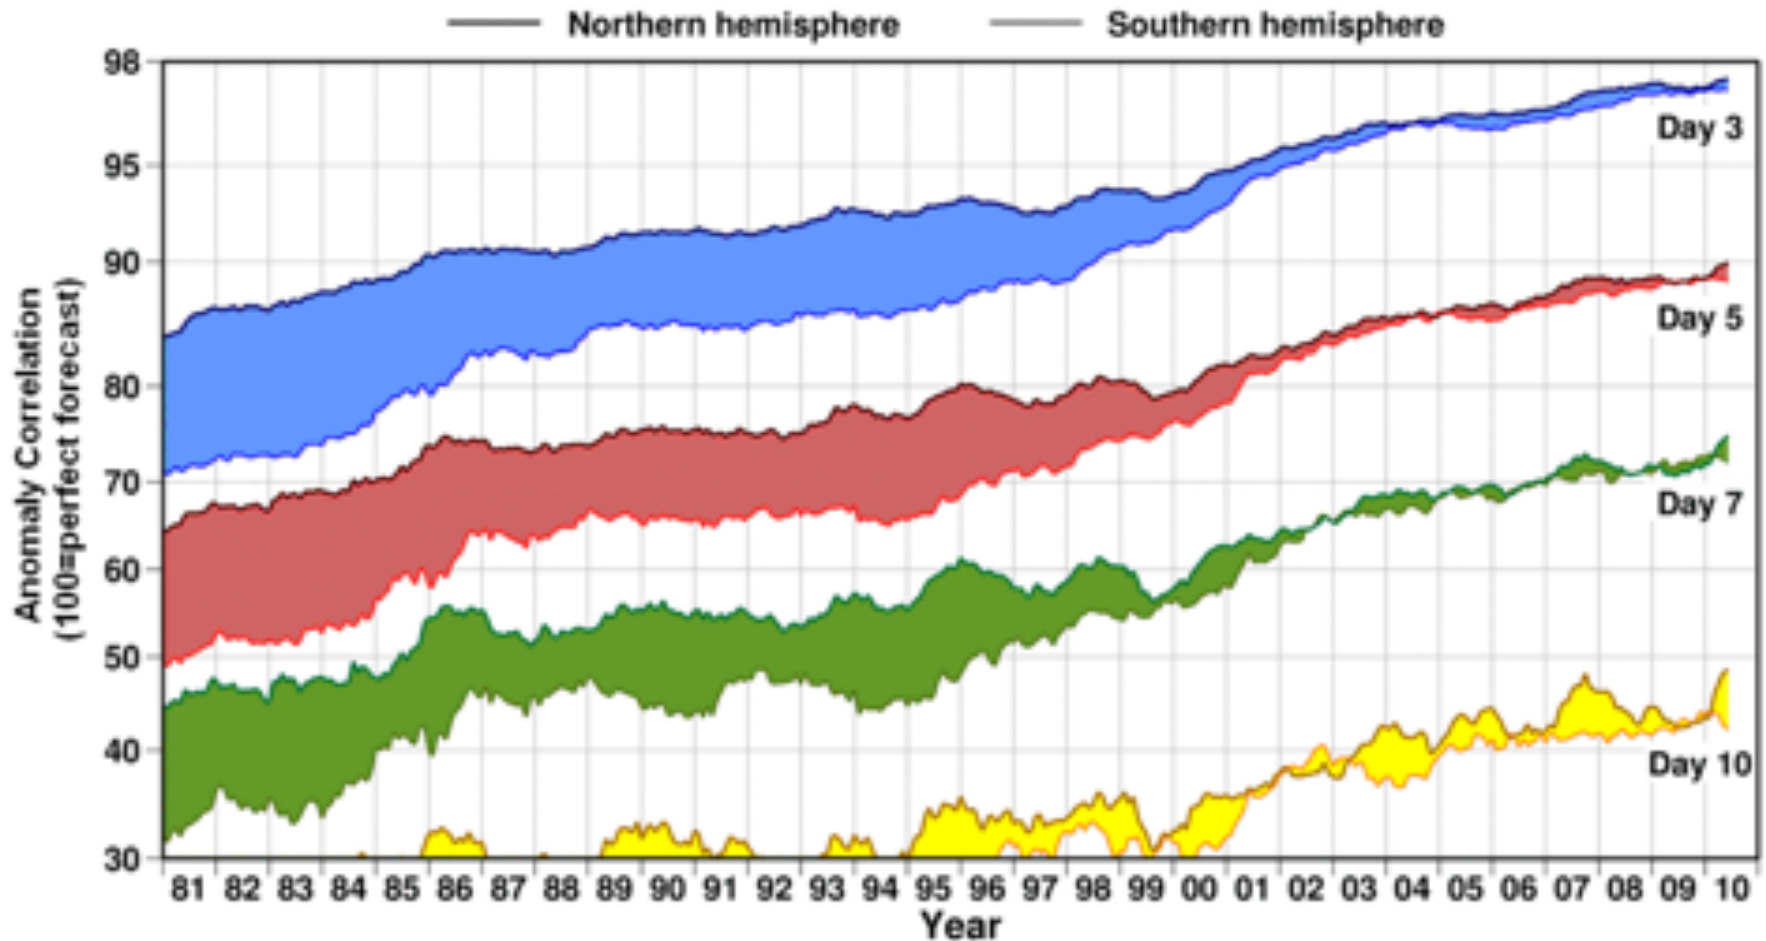 Northern hemisphere Southern hemisphere
98
95
90
80
70
60
50
40
30
Anomaly Correlation
(100=perfect forecast)
Day 3
Day 5
Day 7
Day 10
81 82 83 84 85 86 87 88 89 90 91 92 93 94 95 96 97 98 99 00 01 02 03 04 05 06 07 08 09 10
Year